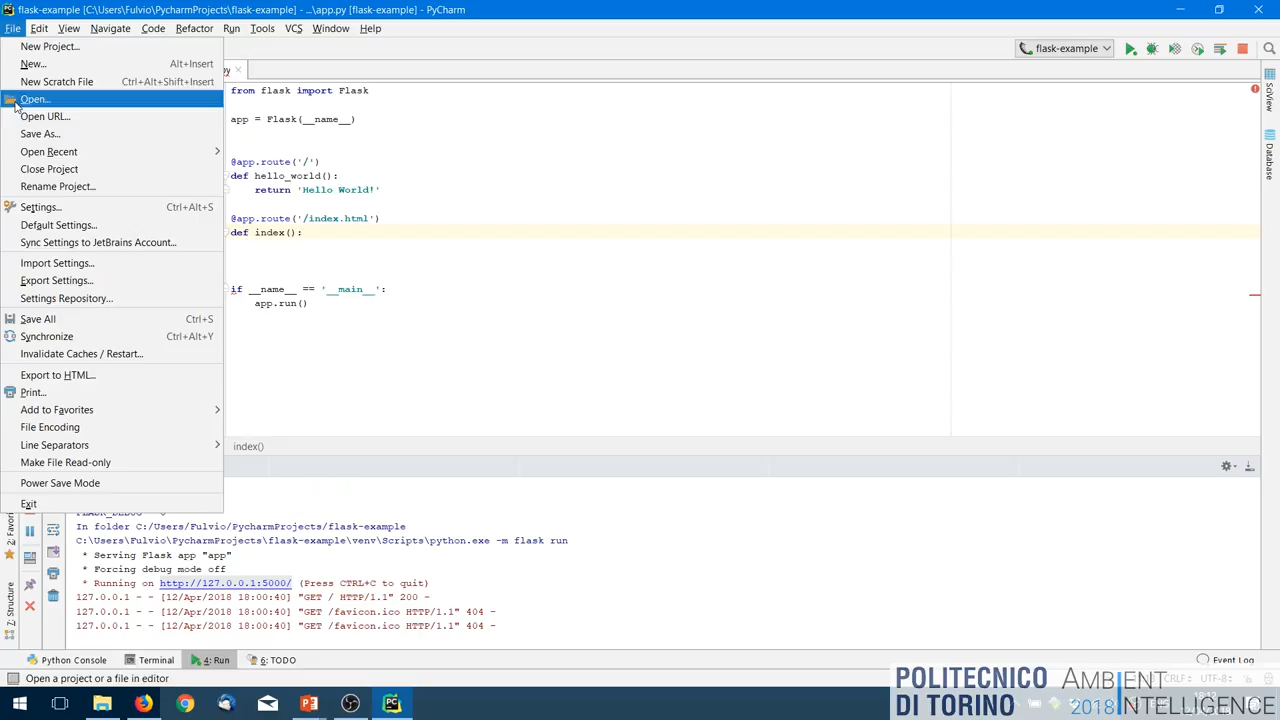 flask-example [C:\Users\Fulvio\PycharmProjects\flask-example] - ...\app.py [flask-example] - PyCharm
File Edit View Navigate Code Refactor Run Tools VCS Window Help
flask-example
New Project...
New... Alt+Insert
New Scratch File Ctrl+Alt+Shift+Insert
Open...
Open URL...
Save As...
Open Recent
Close Project
Rename Project...
Settings... Ctrl+Alt+S
Default Settings...
Sync Settings to JetBrains Account...
Import Settings...
Export Settings...
Settings Repository...
Save All Ctrl+S
Synchronize Ctrl+Alt+Y
Invalidate Caches / Restart...
Export to HTML...
Print...
Add to Favorites
File Encoding
Line Separators
Make File Read-only
Power Save Mode
Exit
from flask import Flask
app = Flask(__name__)
@app.route('/')
def hello_world():
return 'Hello World!'
@app.route('/index.html')
def index():
if __name__ == '__main__':
app.run()
index()
SciView
Database
In folder C:/Users/Fulvio/PycharmProjects/flask-example
C:\Users\Fulvio\PycharmProjects\flask-example\venv\Scripts\python.exe -m flask run
* Serving Flask app "app"
* Forcing debug mode off
* Running on http://127.0.0.1:5000/ (Press CTRL+C to quit)
127.0.0.1 - - [12/Apr/2018 18:00:40] "GET / HTTP/1.1" 200 -
127.0.0.1 - - [12/Apr/2018 18:00:40] "GET /favicon.ico HTTP/1.1" 404 -
127.0.0.1 - - [12/Apr/2018 18:00:40] "GET /favicon.ico HTTP/1.1" 404 -
7: Structure
Python Console Terminal 4: Run 6: TODO Event Log
Open a project or a file in editor
CRLF UTF-8
POLITECNICO
DI TORINO
AMBIENT
2018 INTELLIGENCE